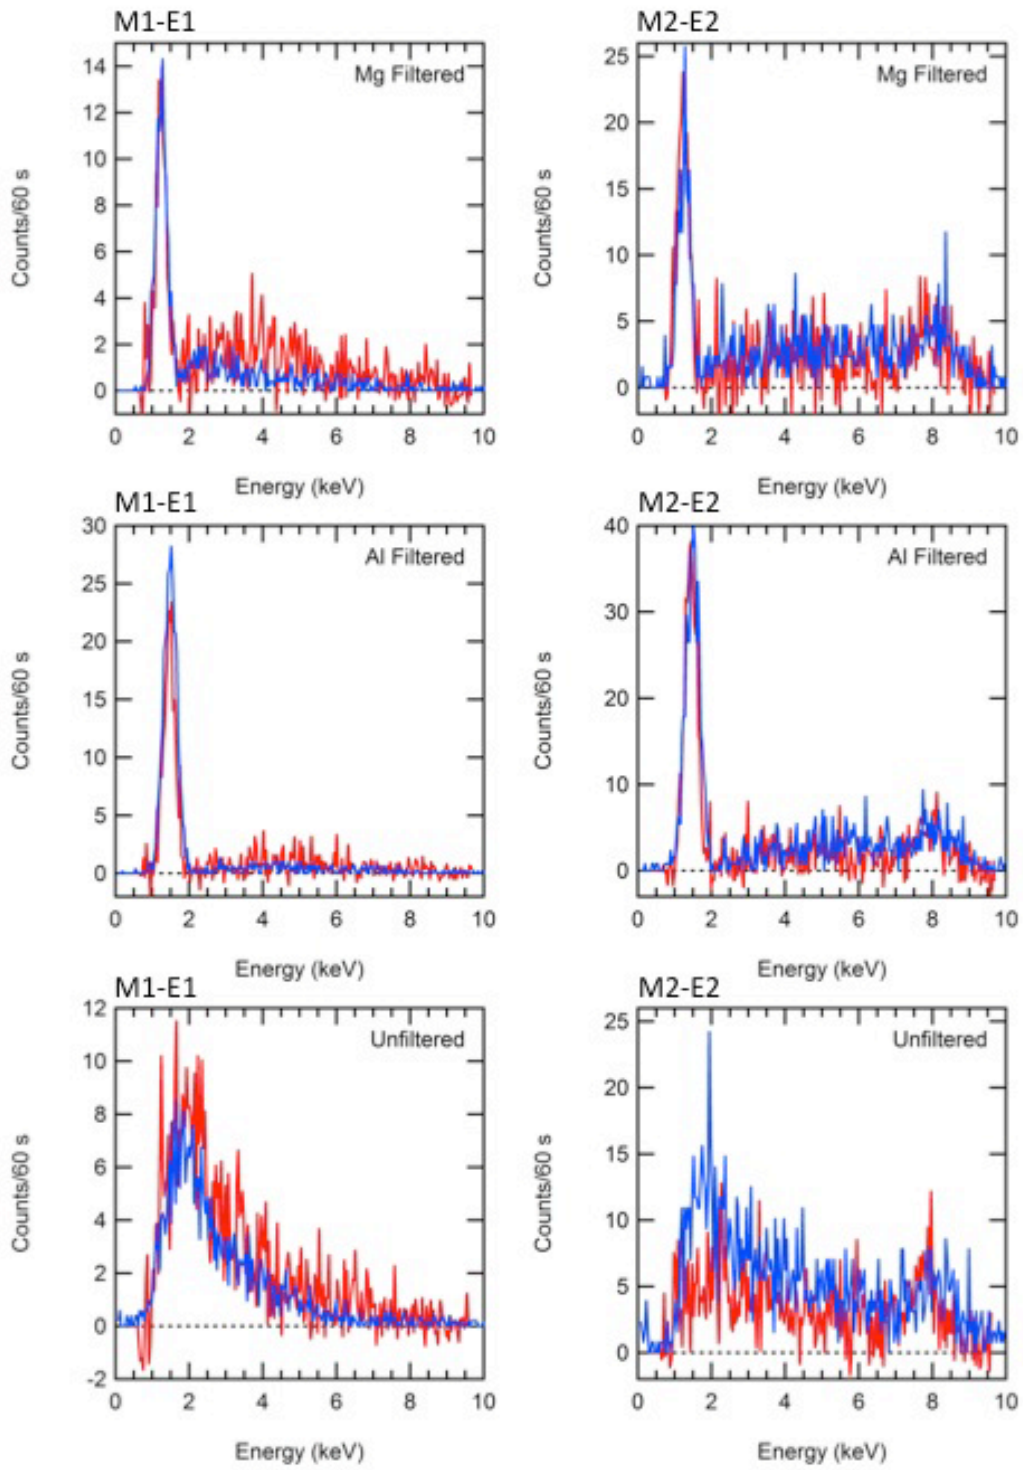 M1-E1
M2-E2
Mg Filtered
Mg Filtered
14
12
10
8
6
4
2
0
25
20
15
10
5
0
Counts/60 s
Counts/60 s
0 2 4 6 8 10
0 2 4 6 8 10
Energy (keV)
Energy (keV)
M1-E1
M2-E2
Al Filtered
Al Filtered
30
25
20
15
10
5
0
40
30
20
10
0
Counts/60 s
Counts/60 s
0 2 4 6 8 10
0 2 4 6 8 10
Energy (keV)
Energy (keV)
M1-E1
M2-E2
Unfiltered
Unfiltered
12
10
8
6
4
2
0
-2
25
20
15
10
5
0
Counts/60 s
Counts/60 s
0 2 4 6 8 10
0 2 4 6 8 10
Energy (keV)
Energy (keV)